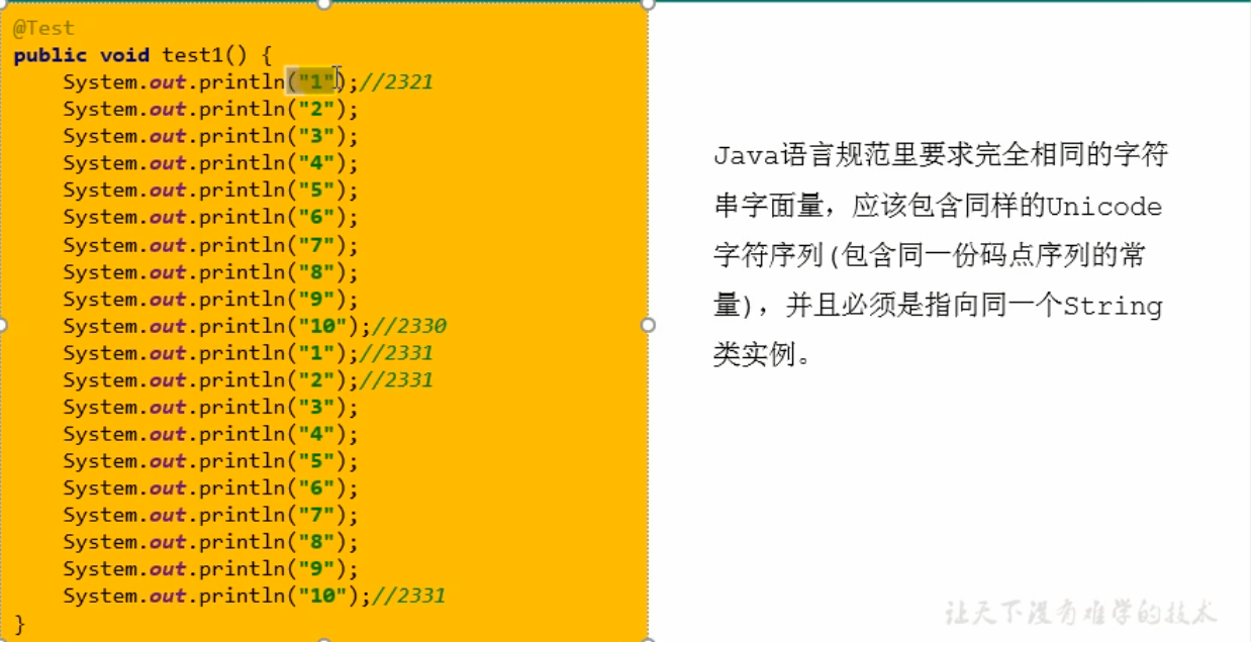 @Test
public void test1() {
    System.out.println("1");//2321
    System.out.println("2");
    System.out.println("3");
    System.out.println("4");
    System.out.println("5");
    System.out.println("6");
    System.out.println("7");
    System.out.println("8");
    System.out.println("9");
    System.out.println("10");//2330
    System.out.println("1");//2331
    System.out.println("2");//2331
    System.out.println("3");
    System.out.println("4");
    System.out.println("5");
    System.out.println("6");
    System.out.println("7");
    System.out.println("8");
    System.out.println("9");
    System.out.println("10");//2331
}
Java语言规范里要求完全相同的字符
串字面量，应该包含同样的Unicode
字符序列(包含同一份码点序列的常
量)，并且必须是指向同一个String
类实例。
让天下没有难学的技术